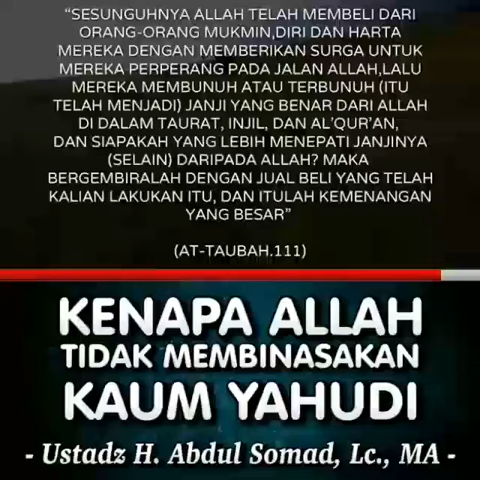 “SESUNGUHNYA ALLAH TELAH MEMBELI DARI
ORANG-ORANG MUKMIN,DIRI DAN HARTA
MEREKA DENGAN MEMBERIKAN SURGA UNTUK
MEREKA PERPERANG PADA JALAN ALLAH,LALU
MEREKA MEMBUNUH ATAU TERBUNUH (ITU
TELAH MENJADI) JANJI YANG BENAR DARI ALLAH
DI DALAM TAURAT, INJIL, DAN AL'QUR'AN,
DAN SIAPAKAH YANG LEBIH MENEPATI JANJINYA
(SELAIN) DARIPADA ALLAH? MAKA
BERGEMBIRALAH DENGAN JUAL BELI YANG TELAH
KALIAN LAKUKAN ITU, DAN ITULAH KEMENANGAN
YANG BESAR”
(AT-TAUBAH.111)
KENAPA ALLAH
TIDAK MEMBINASAKAN
KAUM YAHUDI
- Ustadz H. Abdul Somad, Lc., MA -